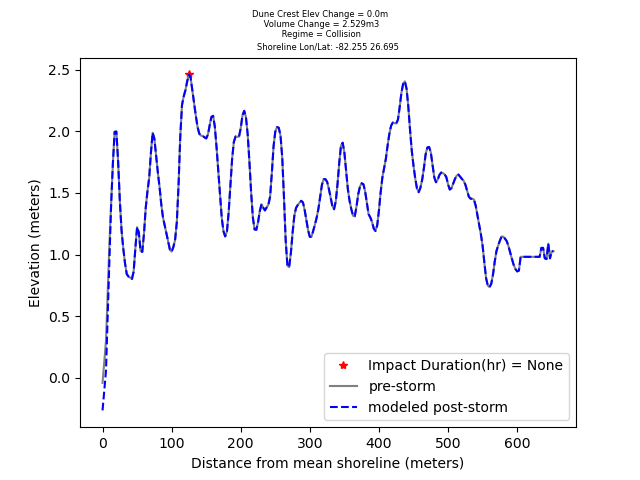 Dune Crest Elev Change = 0.0m
Volume Change = 2.529m3
Regime = Collision
Shoreline Lon/Lat: -82.255 26.695
2.5
2.0
1.5
1.0
0.5
0.0
Elevation (meters)
Impact Duration(hr) = None
pre-storm
modeled post-storm
0 100 200 300 400 500 600
Distance from mean shoreline (meters)